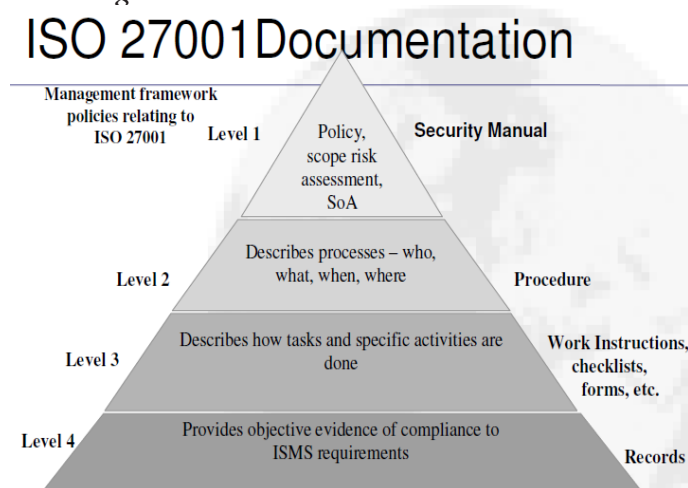 ISO 27001Documentation
Management framework
policies relating to
ISO 27001
Level 1
Policy,
scope risk
assessment,
SoA
Security Manual
Level 2
Describes processes – who,
what, when, where
Procedure
Level 3
Describes how tasks and specific activities are
done
Work Instructions,
checklists,
forms, etc.
Level 4
Provides objective evidence of compliance to
ISMS requirements
Records